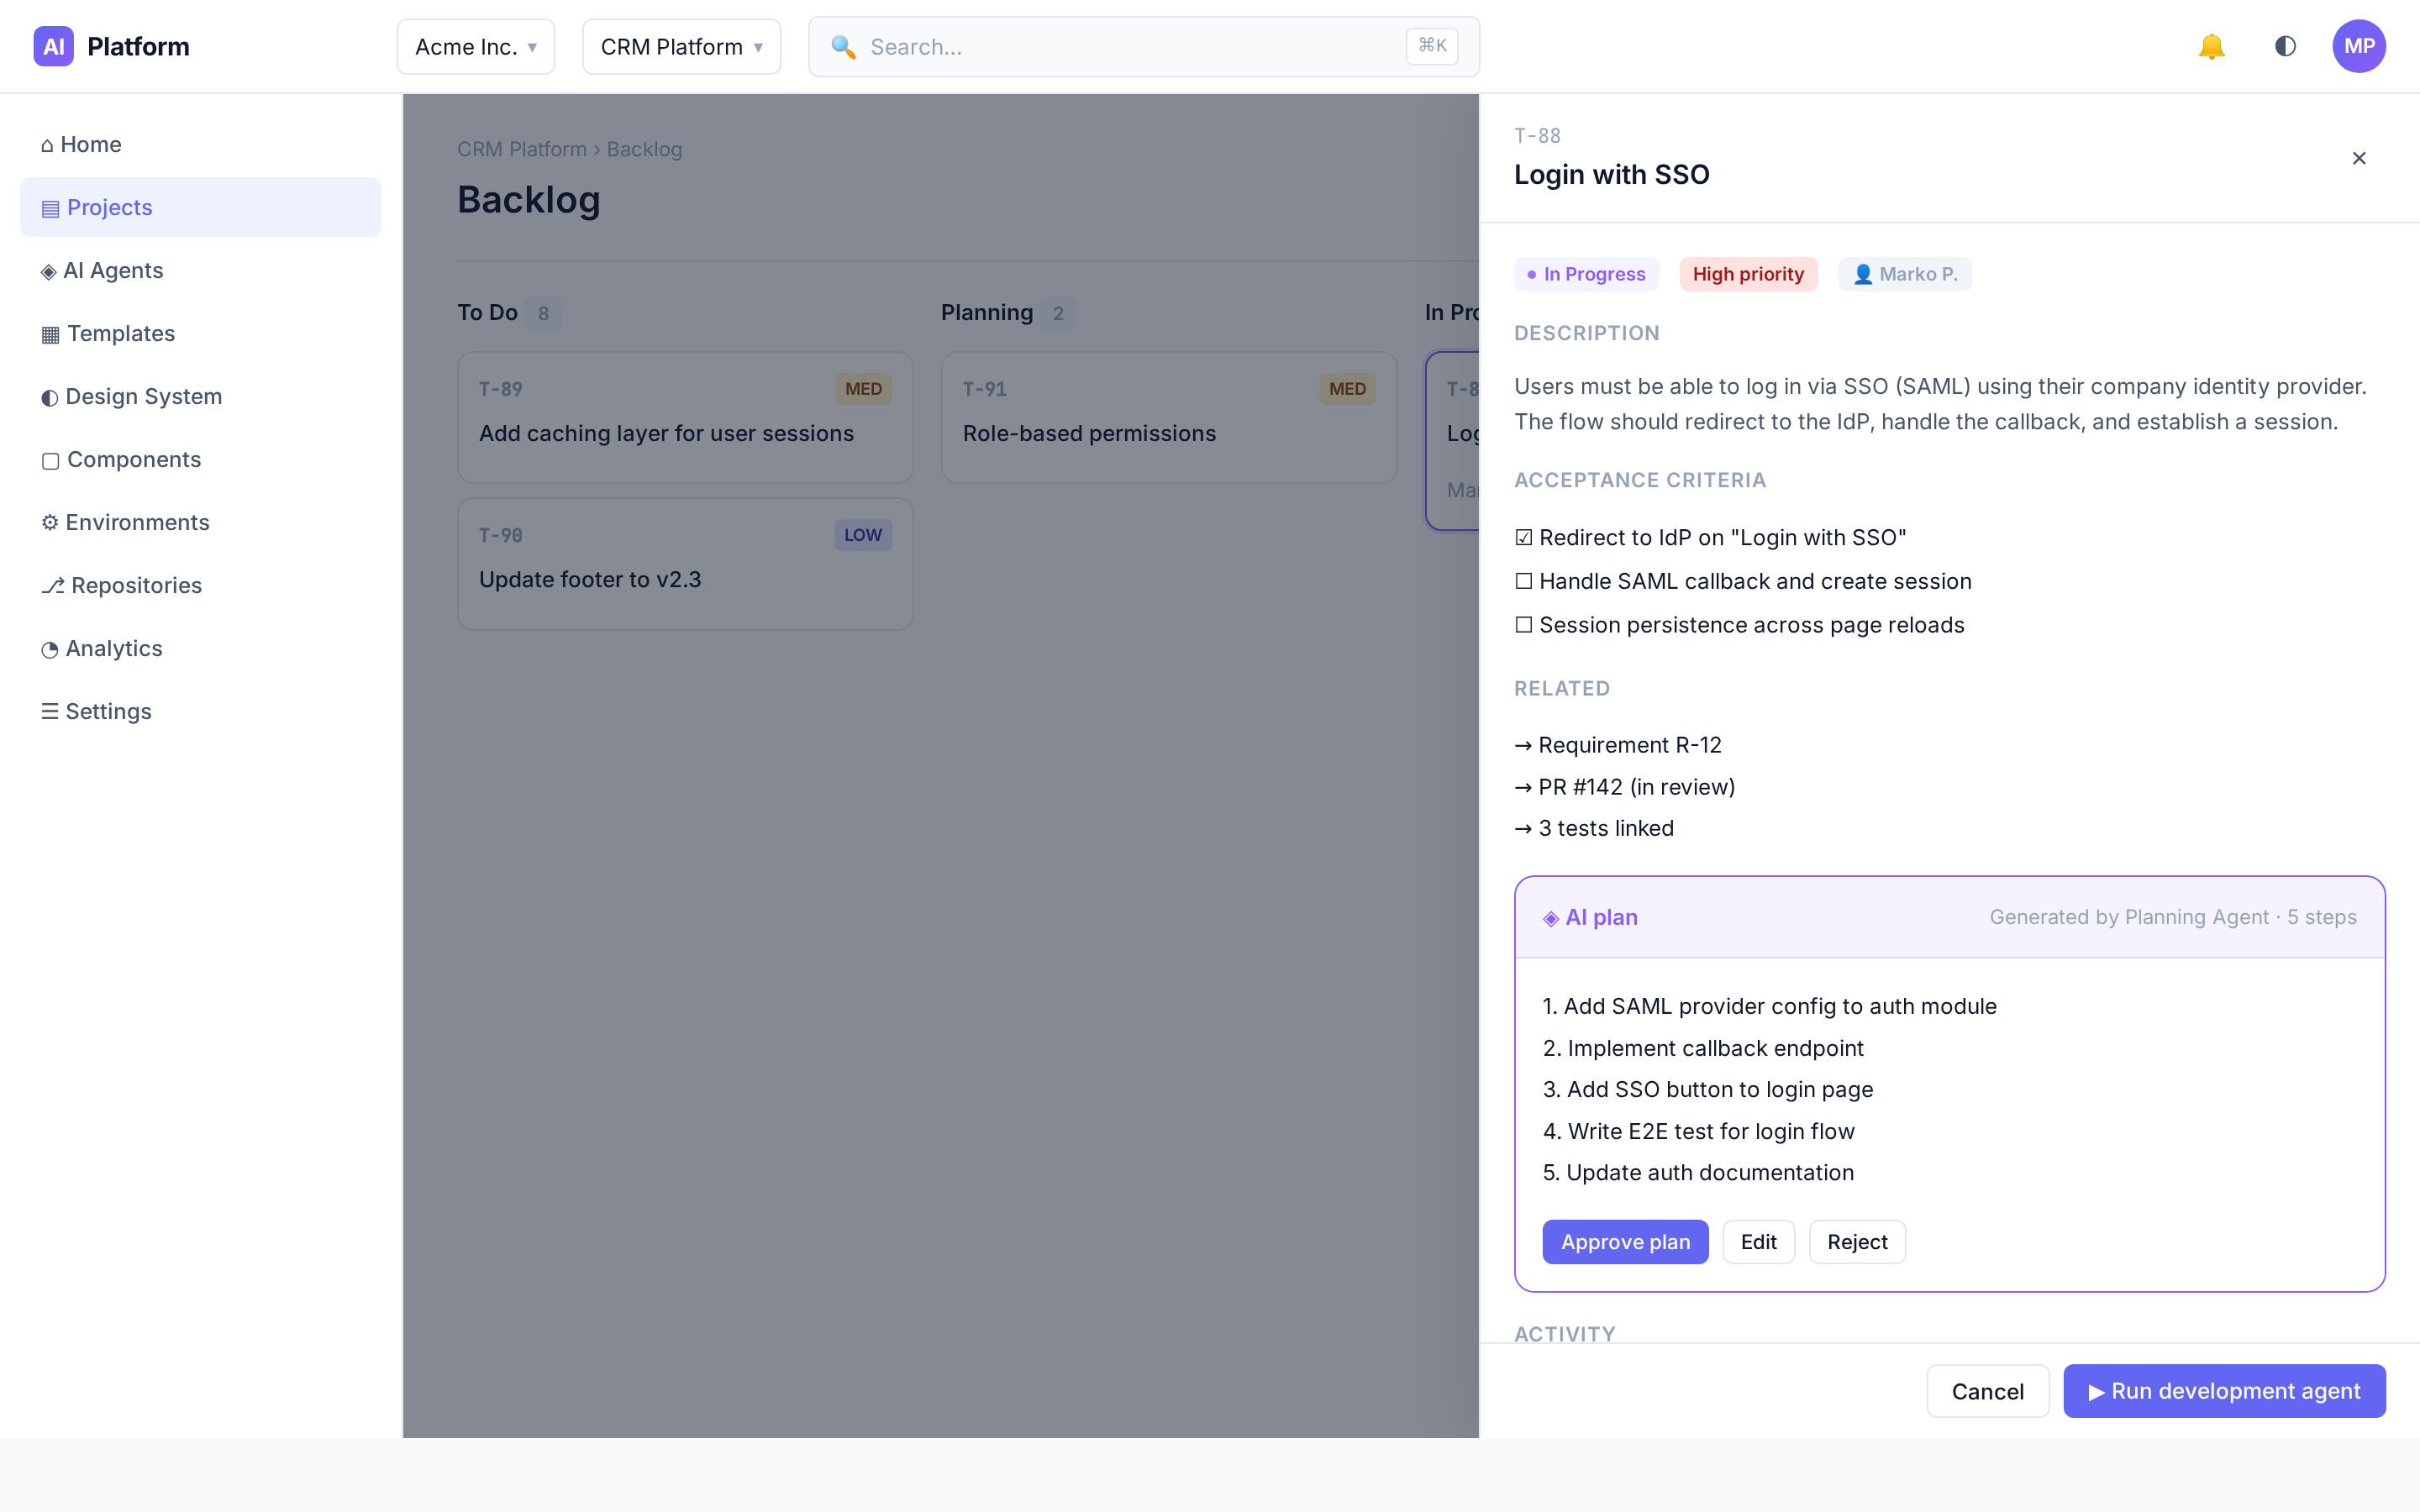 AI Platform
Acme Inc. ▾
CRM Platform ▾
🔍 Search...
⌘K
MP
⌂ Home
▤ Projects
◈ AI Agents
▦ Templates
◐ Design System
▢ Components
⚙ Environments
⎇ Repositories
◔ Analytics
☰ Settings
CRM Platform › Backlog
Backlog
To Do 8
T-89 MED
Add caching layer for user sessions
T-90 LOW
Update footer to v2.3
Planning 2
T-91 MED
Role-based permissions
In Pro
T-8
Log
Mar
T-88
Login with SSO
×
• In Progress
High priority
👤 Marko P.
DESCRIPTION
Users must be able to log in via SSO (SAML) using their company identity provider.
The flow should redirect to the IdP, handle the callback, and establish a session.
ACCEPTANCE CRITERIA
☑ Redirect to IdP on "Login with SSO"
☐ Handle SAML callback and create session
☐ Session persistence across page reloads
RELATED
→ Requirement R-12
→ PR #142 (in review)
→ 3 tests linked
◈ AI plan
Generated by Planning Agent · 5 steps
1. Add SAML provider config to auth module
2. Implement callback endpoint
3. Add SSO button to login page
4. Write E2E test for login flow
5. Update auth documentation
Approve plan
Edit
Reject
ACTIVITY
Cancel
▶ Run development agent